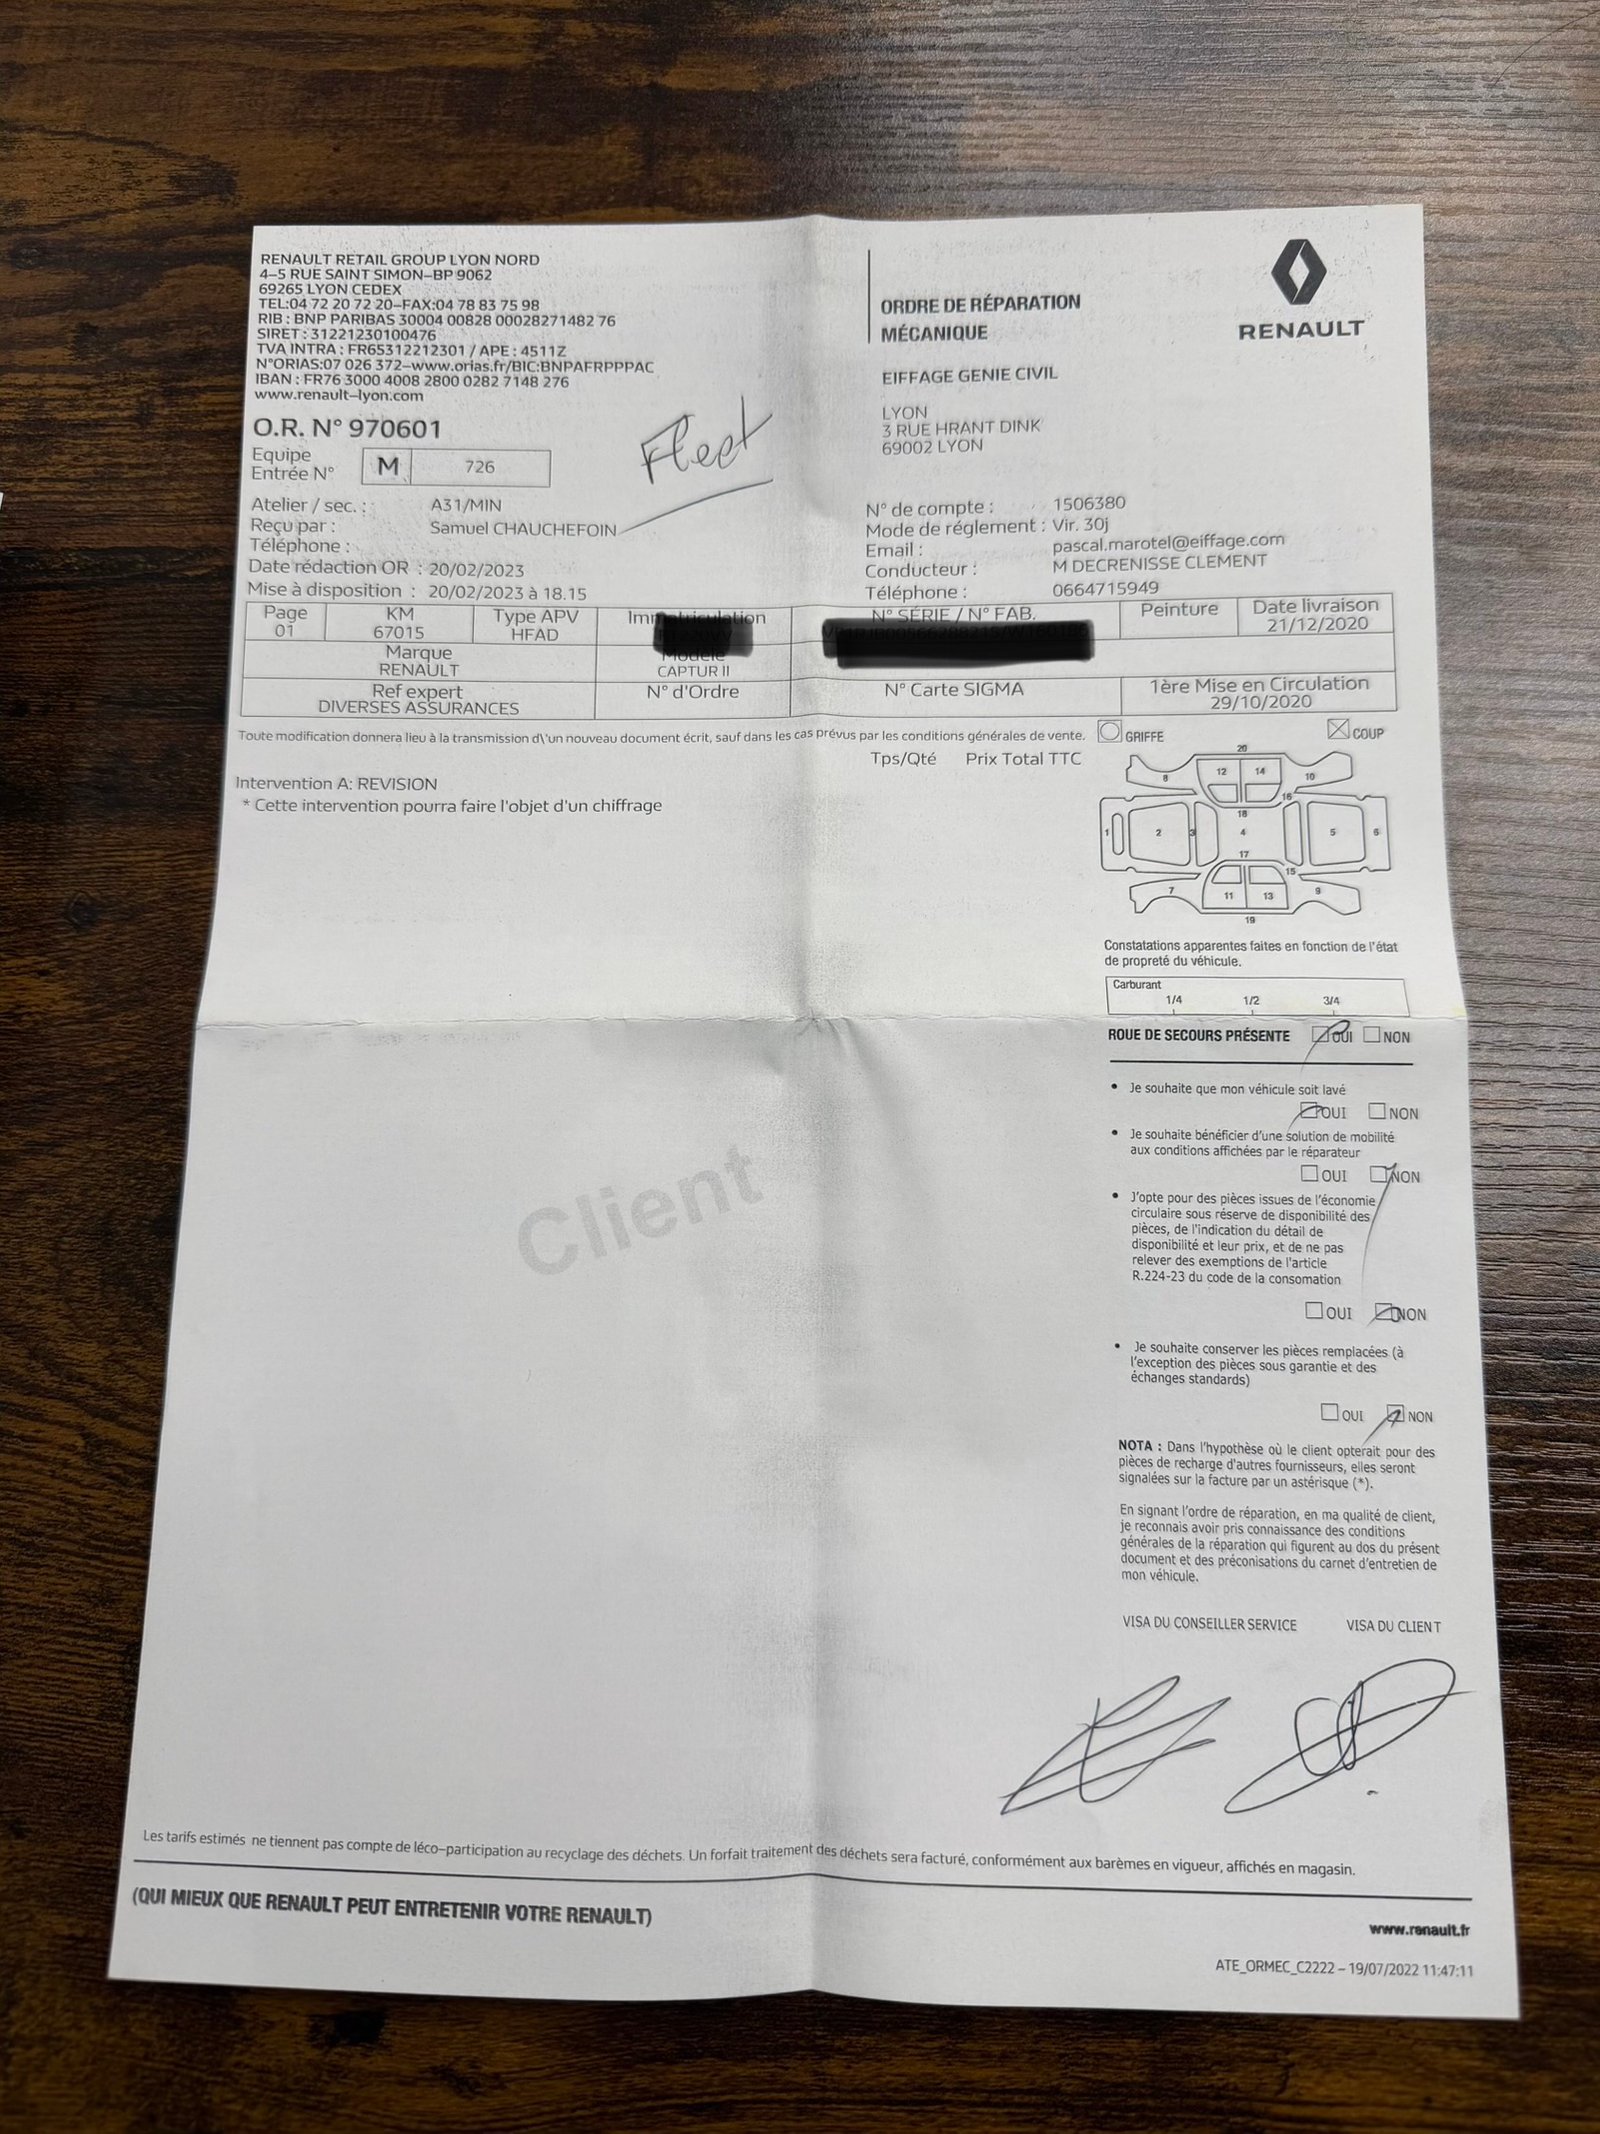 RENAULT RETAIL GROUP LYON NORD
4–5 RUE SAINT SIMON–BP 9062
69265 LYON CEDEX
TEL:04 72 20 72 20–FAX:04 78 83 75 98
RIB : BNP PARIBAS 30004 00828 00028271482 76
SIRET : 31221230100476
TVA INTRA : FR65312212301 / APE : 4511Z
N°ORIAS:07 026 372–www.orias.fr/BIC:BNPAFRPPPAC
IBAN : FR76 3000 4008 2800 0282 7148 276
www.renault–lyon.com
ORDRE DE RÉPARATION
MÉCANIQUE
RENAULT
EIFFAGE GENIE CIVIL
LYON
3 RUE HRANT DINK
69002 LYON
O.R. N° 970601
Equipe
Entrée N°
M
726
Fleet
Atelier / sec. : A31/MIN
Reçu par : Samuel CHAUCHEFOIN
Téléphone :
Date rédaction OR : 20/02/2023
Mise à disposition : 20/02/2023 à 18.15
N° de compte : 1506380
Mode de réglement : Vir. 30j
Email : pascal.marotel@eiffage.com
Conducteur : M DECRENISSE CLEMENT
Téléphone : 0664715949
Page KM Type APV Immatriculation N° SÉRIE / N° FAB. Peinture Date livraison
01 67015 HFAD 21/12/2020
Marque Modèle
RENAULT CAPTUR II
Ref expert N° d'Ordre N° Carte SIGMA 1ère Mise en Circulation
DIVERSES ASSURANCES 29/10/2020
Toute modification donnera lieu à la transmission d\'un nouveau document écrit, sauf dans les cas prévus par les conditions générales de vente.
GRIFFE COUP
Tps/Qté Prix Total TTC
Intervention A: REVISION
* Cette intervention pourra faire l'objet d'un chiffrage
20
8 12 14 10
16
18
1 2 3 4 5 6
17
15
7 11 13 9
19
Constatations apparentes faites en fonction de l'état
de propreté du véhicule.
Carburant
1/4 1/2 3/4
ROUE DE SECOURS PRÉSENTE OUI NON
• Je souhaite que mon véhicule soit lavé
OUI NON
• Je souhaite bénéficier d'une solution de mobilité
aux conditions affichées par le réparateur
OUI NON
• J'opte pour des pièces issues de l'économie
circulaire sous réserve de disponibilité des
pièces, de l'indication du détail de
disponibilité et leur prix, et de ne pas
relever des exemptions de l'article
R.224-23 du code de la consomation
OUI NON
• Je souhaite conserver les pièces remplacées (à
l'exception des pièces sous garantie et des
échanges standards)
OUI NON
Client
NOTA : Dans l'hypothèse où le client opterait pour des
pièces de recharge d'autres fournisseurs, elles seront
signalées sur la facture par un astérisque (*).
En signant l'ordre de réparation, en ma qualité de client,
je reconnais avoir pris connaissance des conditions
générales de la réparation qui figurent au dos du présent
document et des préconisations du carnet d'entretien de
mon véhicule.
VISA DU CONSEILLER SERVICE VISA DU CLIENT
Les tarifs estimés ne tiennent pas compte de léco–participation au recyclage des déchets. Un forfait traitement des déchets sera facturé, conformément aux barèmes en vigueur, affichés en magasin.
(QUI MIEUX QUE RENAULT PEUT ENTRETENIR VOTRE RENAULT)
www.renault.fr
ATE_ORMEC_C2222 – 19/07/2022 11:47:11